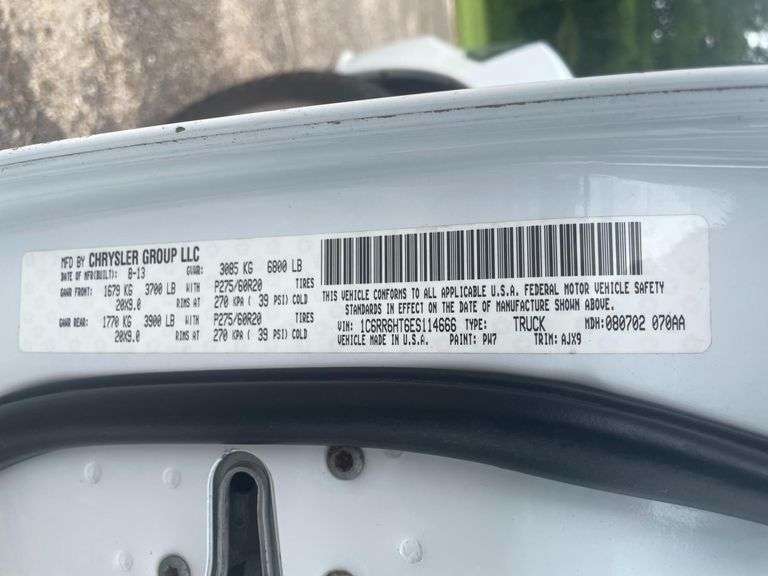 MFD BY CHRYSLER GROUP LLC
DATE OF MFR(BUILT): 8-13 GVWR: 3085 KG 6800 LB
GAWR FRONT: 1679 KG 3700 LB WITH P275/60R20 TIRES
20X9.0 RIMS AT 270 KPA ( 39 PSI) COLD
GAWR REAR: 1770 KG 3900 LB WITH P275/60R20 TIRES
20X9.0 RIMS AT 270 KPA ( 39 PSI) COLD
THIS VEHICLE CONFORMS TO ALL APPLICABLE U.S.A. FEDERAL MOTOR VEHICLE SAFETY
STANDARDS IN EFFECT ON THE DATE OF MANUFACTURE SHOWN ABOVE.
VIN: 1C6RR6HT6ES114666 TYPE: TRUCK MDH: 080702 070AA
VEHICLE MADE IN U.S.A. PAINT: PW7 TRIM: AJX9